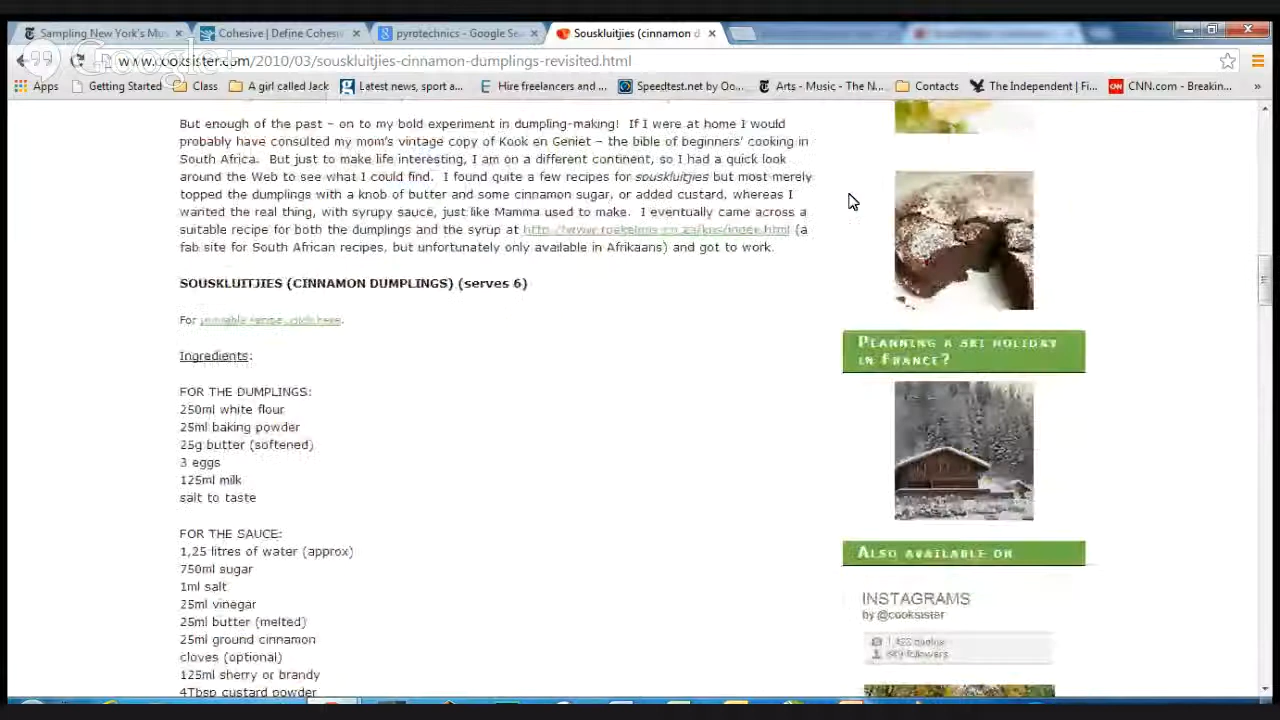 Sampling New York's Mu
Cohesive | Define Cohesiv
pyrotechnics - Google Se
Souskluitjies (cinnamon d
Google+
www.cooksister.com/2010/03/souskluitjies-cinnamon-dumplings-revisited.html
Apps
Getting Started
Class
A girl called Jack
Latest news, sport a...
Hire freelancers and ...
Speedtest.net by Oo...
Arts - Music - The N...
Contacts
The Independent | Fi...
CNN.com - Breakin...
»
But enough of the past – on to my bold experiment in dumpling-making! If I were at home I would
probably have consulted my mom's vintage copy of Kook en Geniet – the bible of beginners' cooking in
South Africa. But just to make life interesting, I am on a different continent, so I had a quick look
around the Web to see what I could find. I found quite a few recipes for souskluitjies but most merely
topped the dumplings with a knob of butter and some cinnamon sugar, or added custard, whereas I
wanted the real thing, with syrupy sauce, just like Mamma used to make. I eventually came across a
suitable recipe for both the dumplings and the syrup at (a
fab site for South African recipes, but unfortunately only available in Afrikaans) and got to work.
SOUSKLUITJIES (CINNAMON DUMPLINGS) (serves 6)
For printable recipe, click here.
Ingredients:
FOR THE DUMPLINGS:
250ml white flour
25ml baking powder
25g butter (softened)
3 eggs
125ml milk
salt to taste
FOR THE SAUCE:
1,25 litres of water (approx)
750ml sugar
1ml salt
25ml vinegar
25ml butter (melted)
25ml ground cinnamon
cloves (optional)
125ml sherry or brandy
4Tbsp custard powder
Planning a ski holiday
in France?
Also available on
INSTAGRAMS
by @cooksister
photos
followers